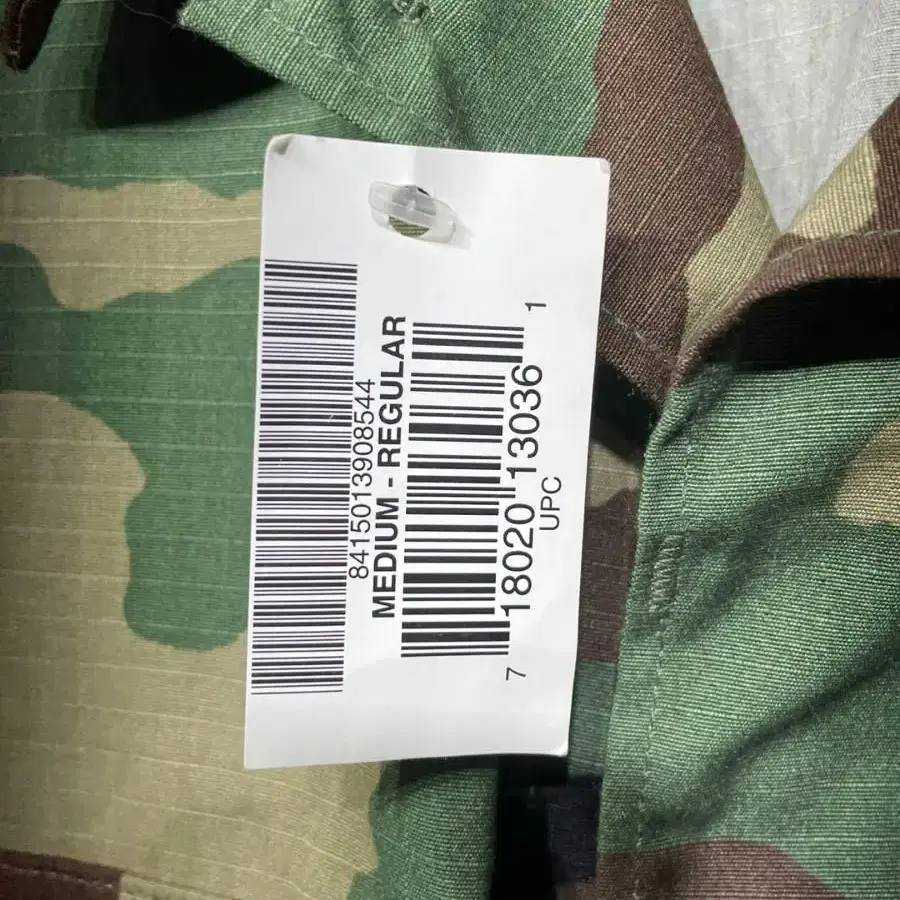 8415013908544
MEDIUM - REGULAR
7 18020 13036 1
UPC